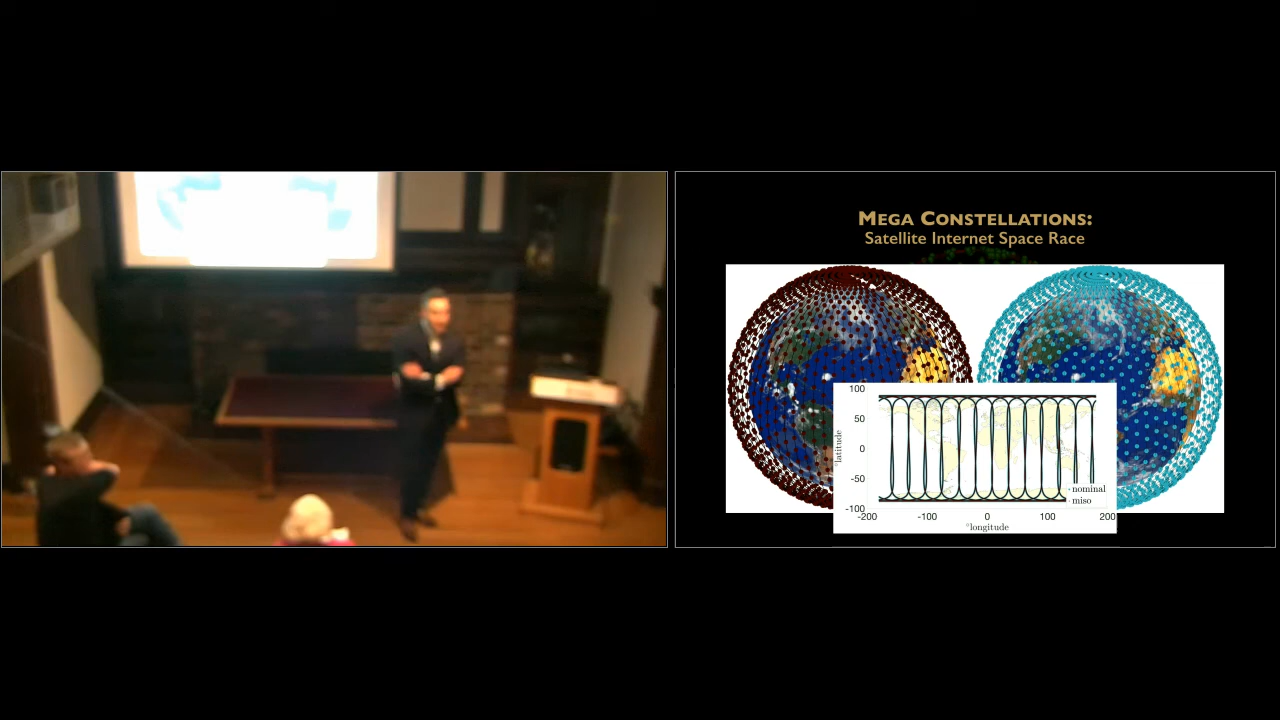 MEGA CONSTELLATIONS:
Satellite Internet Space Race
100
50
0
-50
-100
°latitude
nominal
miso
-200
-100
0
100
200
°longitude